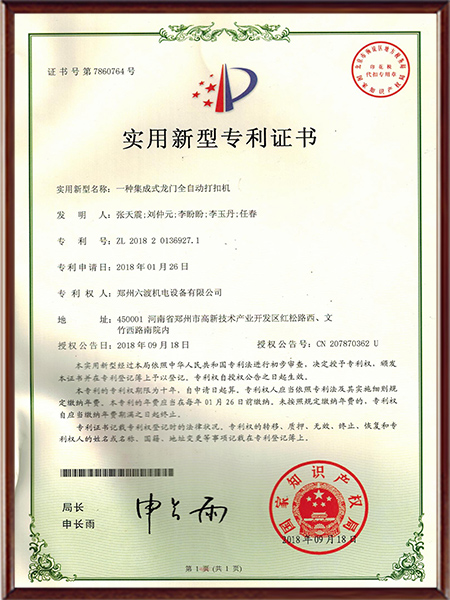 证书号第7860764号
印花税
代扣专用章
实用新型专利证书
实用新型名称：一种集成式龙门全自动打扣机
发 明 人：张天震;刘仲元;李盼盼;李玉丹;任春
专 利 号：ZL 2018 2 0136927.1
专利申请日：2018年01月26日
专 利 权 人：郑州六渡机电设备有限公司
地 址：450001 河南省郑州市高新技术产业开发区红松路西、文
竹西路南院内
授权公告日：2018年09月18日 授权公告号：CN 207870362 U
本实用新型经过本局依照中华人民共和国专利法进行初步审查，决定授予专利权，颁发
本证书并在专利登记簿上予以登记。专利权自授权公告之日起生效。
本专利的专利权期限为十年，自申请日起算。专利权人应当依照专利法及其实施细则规
定缴纳年费。本专利的年费应当在每年01月26日前缴纳。未按照规定缴纳年费的，专利权
自应当缴纳年费期满之日起终止。
专利证书记载专利权登记时的法律状况。专利权的转移、质押、无效、终止、恢复和专
利权人的姓名或名称、国籍、地址变更等事项记载在专利登记簿上。
局长
申长雨
申长雨
国家知识产权局
2018年09月18日
第1页（共1页）